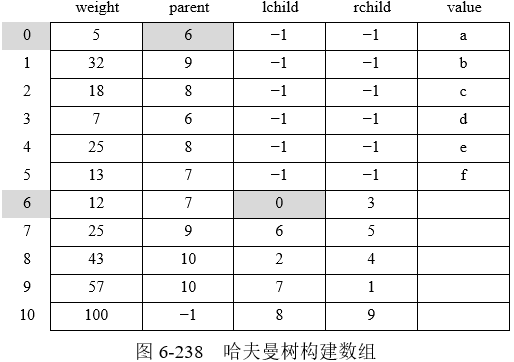 weight parent lchild rchild value
0 5 6 −1 −1 a
1 32 9 −1 −1 b
2 18 8 −1 −1 c
3 7 6 −1 −1 d
4 25 8 −1 −1 e
5 13 7 −1 −1 f
6 12 7 0 3
7 25 9 6 5
8 43 10 2 4
9 57 10 7 1
10 100 −1 8 9
图 6-238 哈夫曼树构建数组